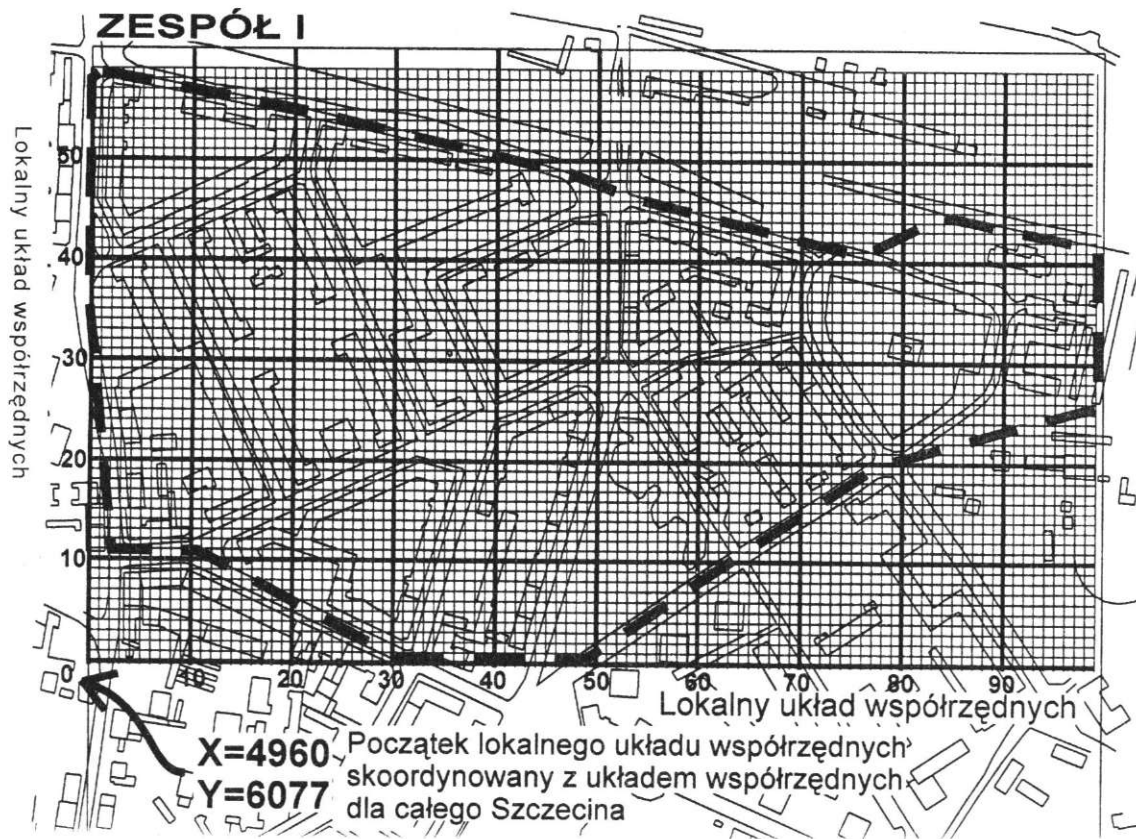 ZESPÓŁ I
Lokalny układ współrzędnych
50
40
30
20
10
0
10 20 30 40 50 60 70 80 90
Lokalny układ współrzędnych
X=4960
Y=6077
Początek lokalnego układu współrzędnych
skoordynowany z układem współrzędnych
dla całego Szczecina